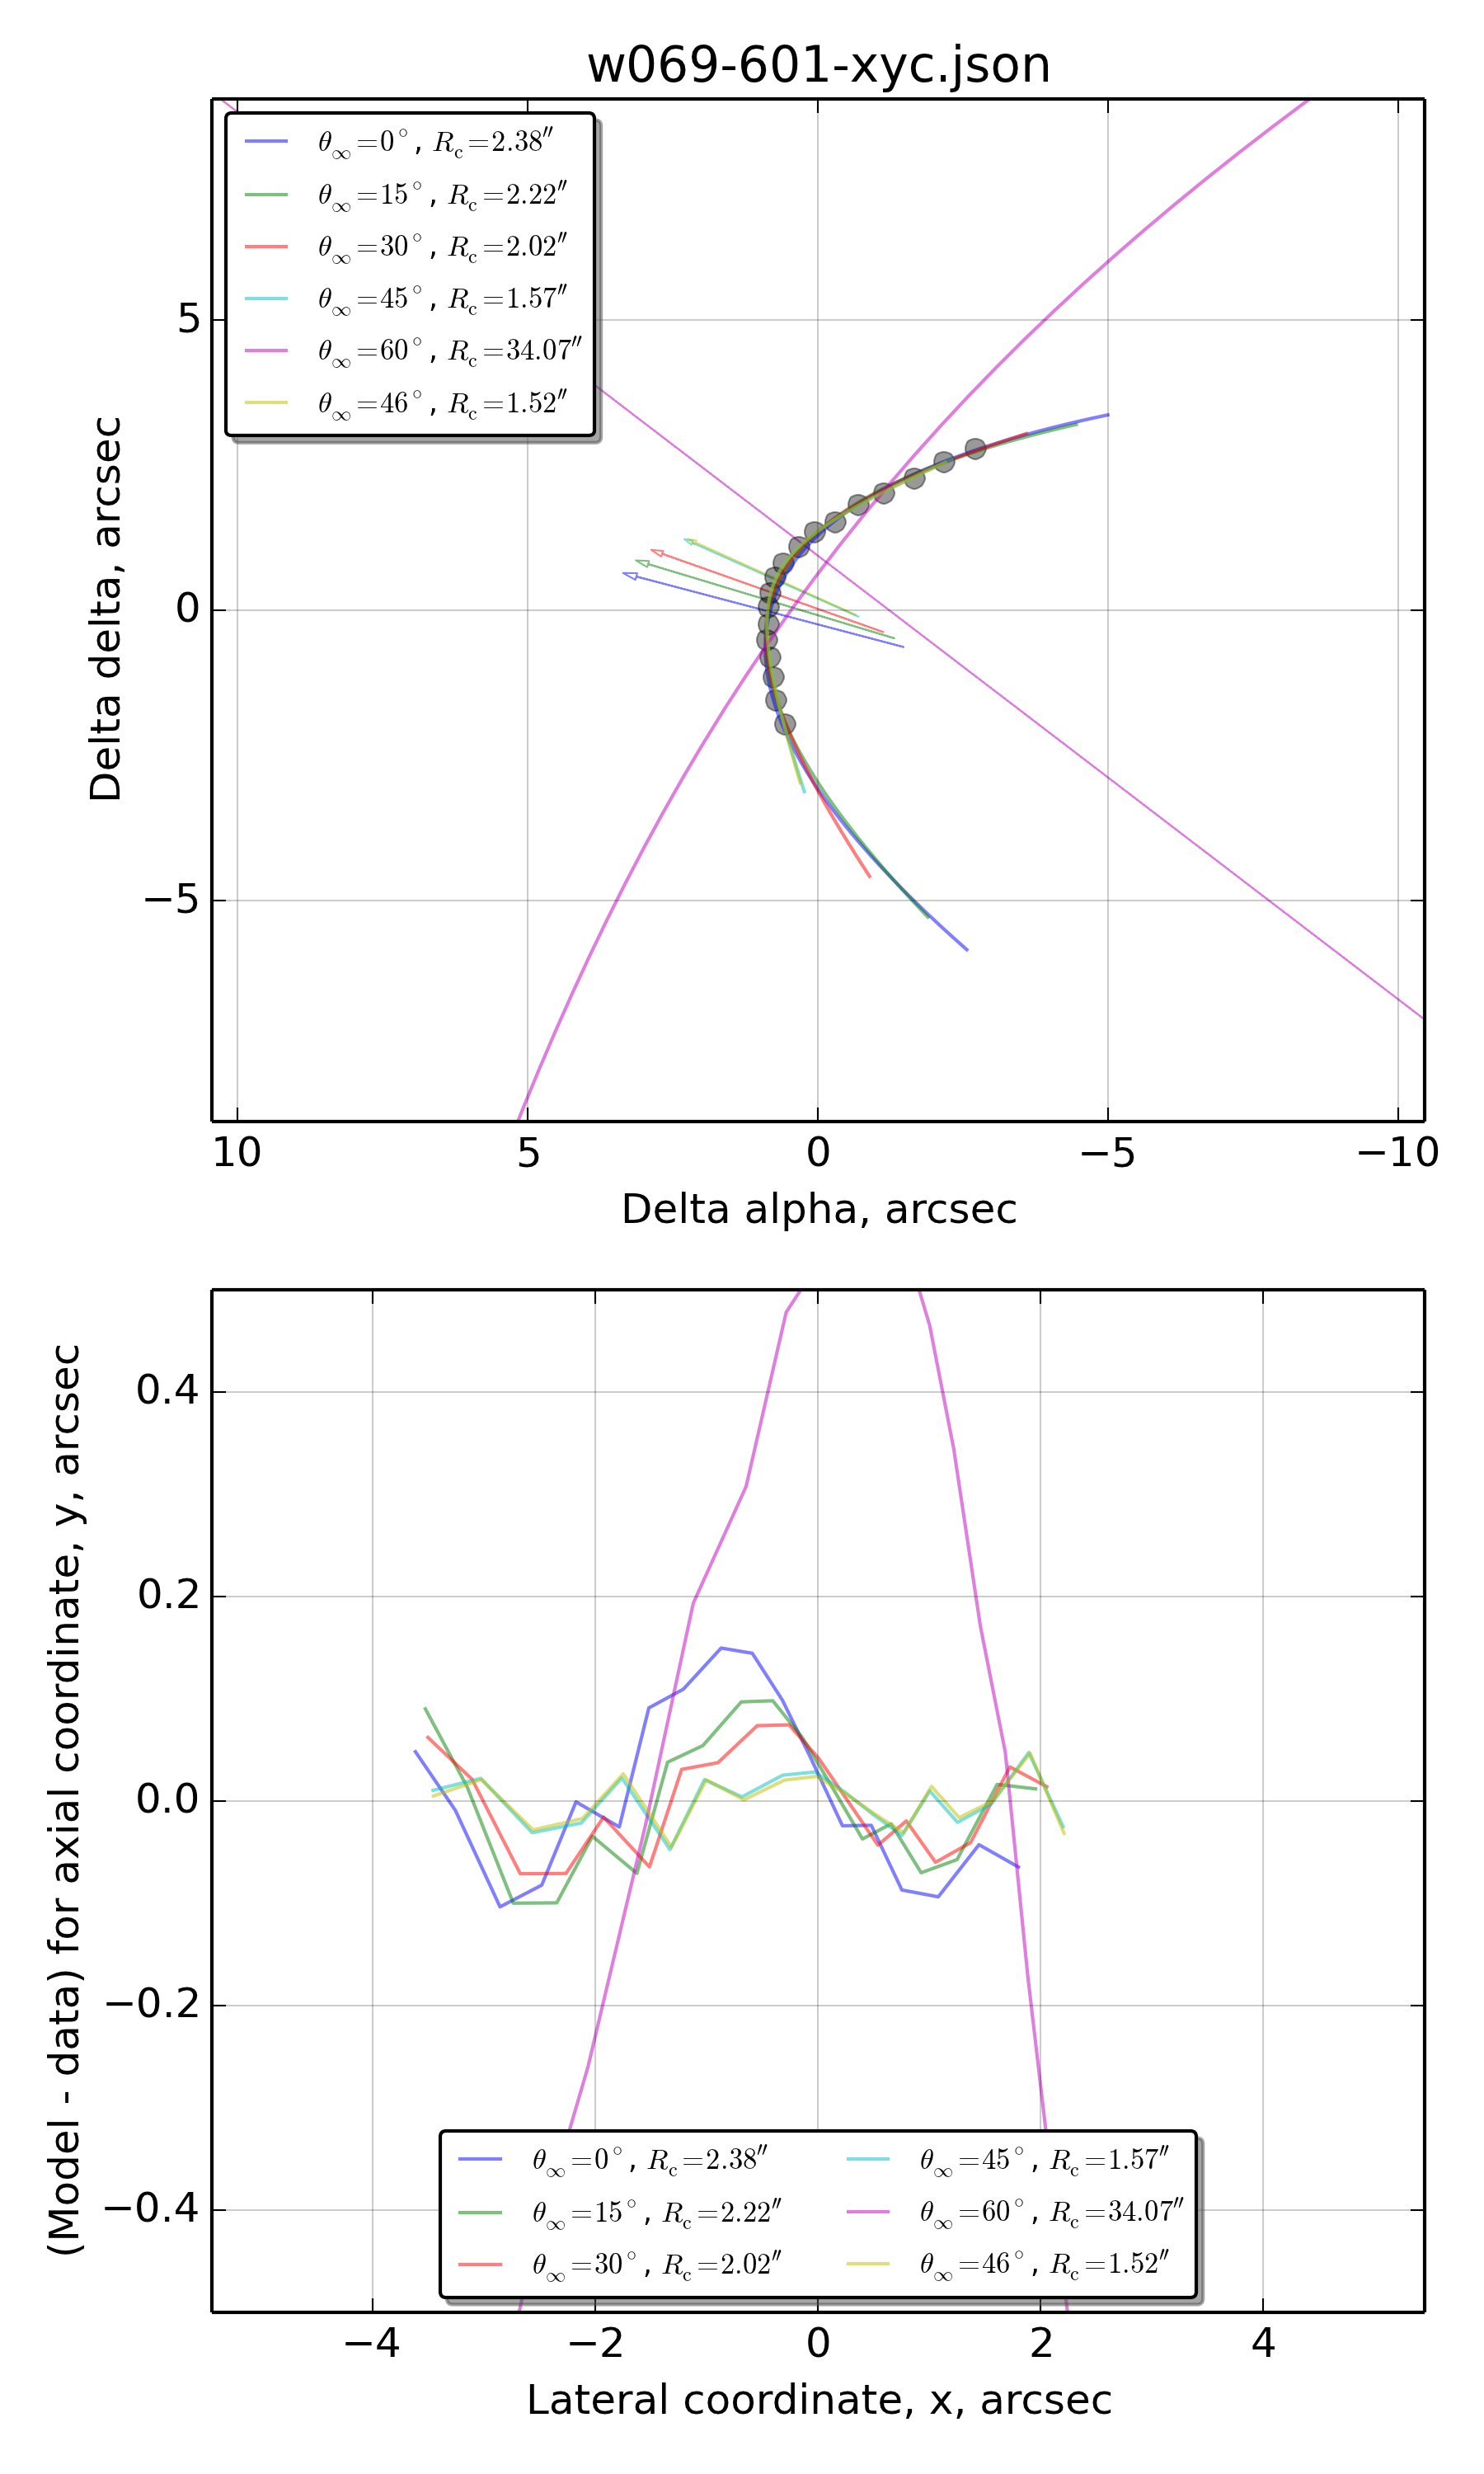 w069-601-xyc.json
θ∞=0°, Rc=2.38″
θ∞=15°, Rc=2.22″
θ∞=30°, Rc=2.02″
θ∞=45°, Rc=1.57″
θ∞=60°, Rc=34.07″
θ∞=46°, Rc=1.52″
5
0
−5
Delta delta, arcsec
10 5 0 −5 −10
Delta alpha, arcsec
0.4
0.2
0.0
−0.2
−0.4
(Model - data) for axial coordinate, y, arcsec
θ∞=0°, Rc=2.38″ θ∞=45°, Rc=1.57″
θ∞=15°, Rc=2.22″ θ∞=60°, Rc=34.07″
θ∞=30°, Rc=2.02″ θ∞=46°, Rc=1.52″
−4 −2 0 2 4
Lateral coordinate, x, arcsec